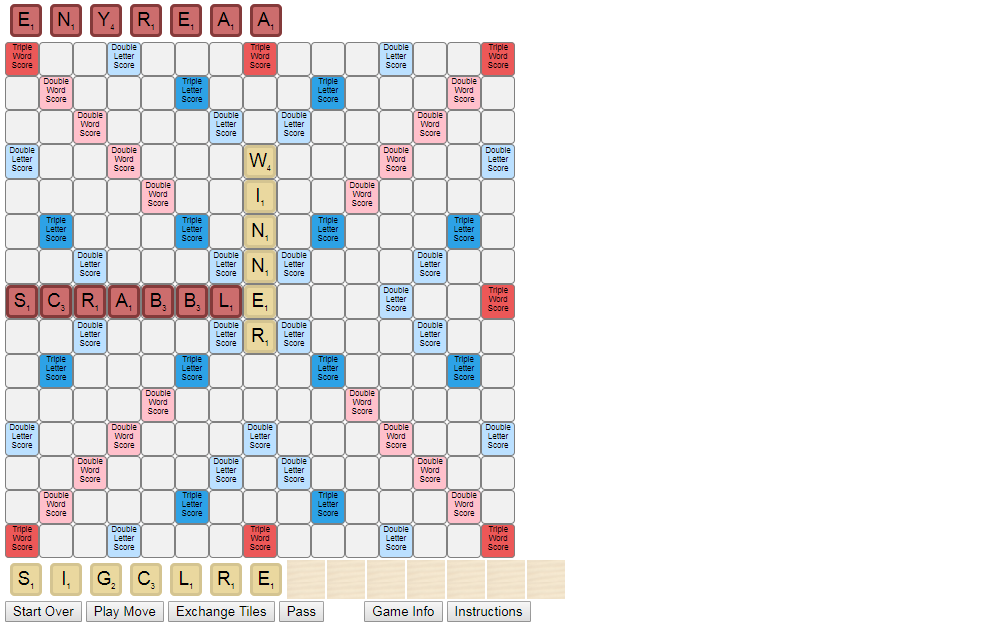 E1 N1 Y4 R1 E1 A1 A1
Triple Double Triple Double Triple
Word Letter Word Letter Word
Score Score Score Score Score
Double Triple Triple Double
Word Letter Letter Word
Score Score Score Score
Double Double Double Double
Word Letter Letter Word
Score Score Score Score
Double Double Double Double
Letter Word W4 Word Letter
Score Score Score Score
Double Double
Word I1 Word
Score Score
Triple Triple Triple Triple
Letter Letter N1 Letter Letter
Score Score Score Score
Double Double Double Double
Letter Letter N1 Letter Letter
Score Score Score Score
Double Triple
S1 C3 R1 A1 B3 B3 L1 E1 Letter Word
Score Score
Double Double Double Double
Letter Letter R1 Letter Letter
Score Score Score Score
Triple Triple Triple Triple
Letter Letter Letter Letter
Score Score Score Score
Double Double
Word Word
Score Score
Double Double Double Double Double
Letter Word Letter Word Letter
Score Score Score Score Score
Double Double Double Double
Word Letter Letter Word
Score Score Score Score
Double Triple Triple Double
Word Letter Letter Word
Score Score Score Score
Triple Double Triple Double Triple
Word Letter Word Letter Word
Score Score Score Score Score
S1 I1 G2 C3 L1 R1 E1
Start Over Play Move Exchange Tiles Pass Game Info Instructions